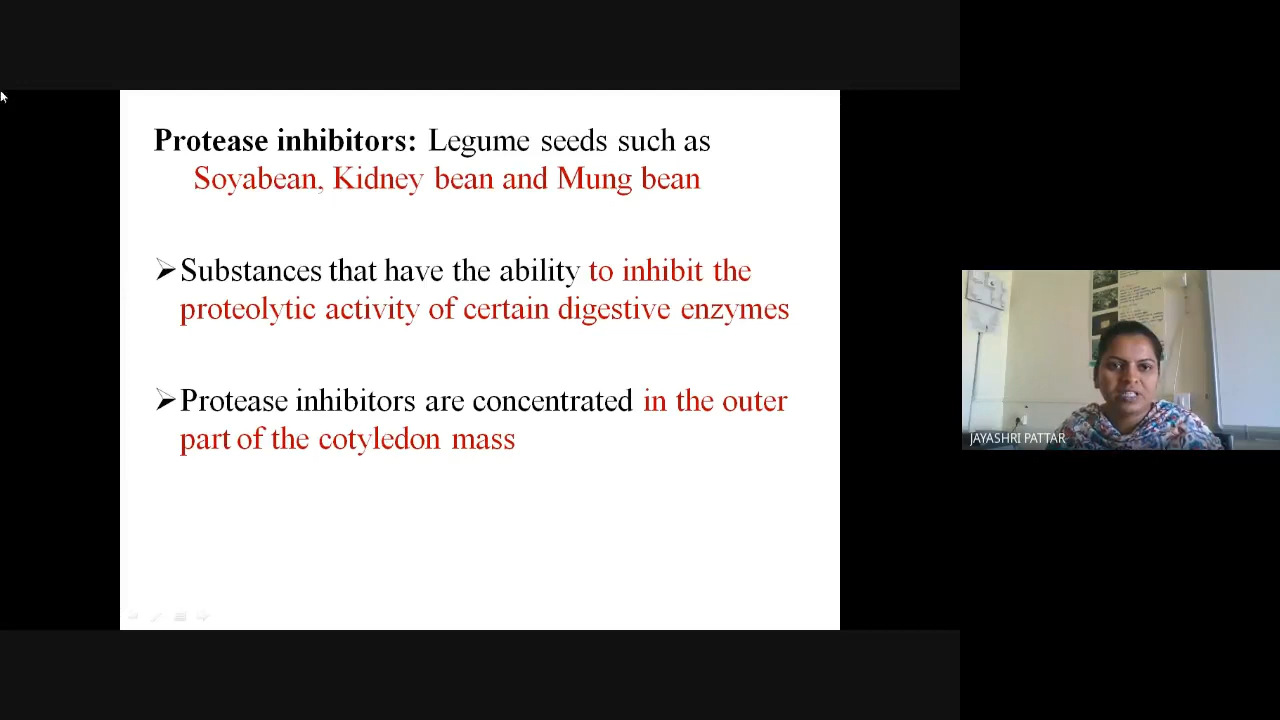 Protease inhibitors: Legume seeds such as
Soyabean, Kidney bean and Mung bean
➢Substances that have the ability to inhibit the
proteolytic activity of certain digestive enzymes
➢Protease inhibitors are concentrated in the outer
part of the cotyledon mass
JAYASHRI PATTAR